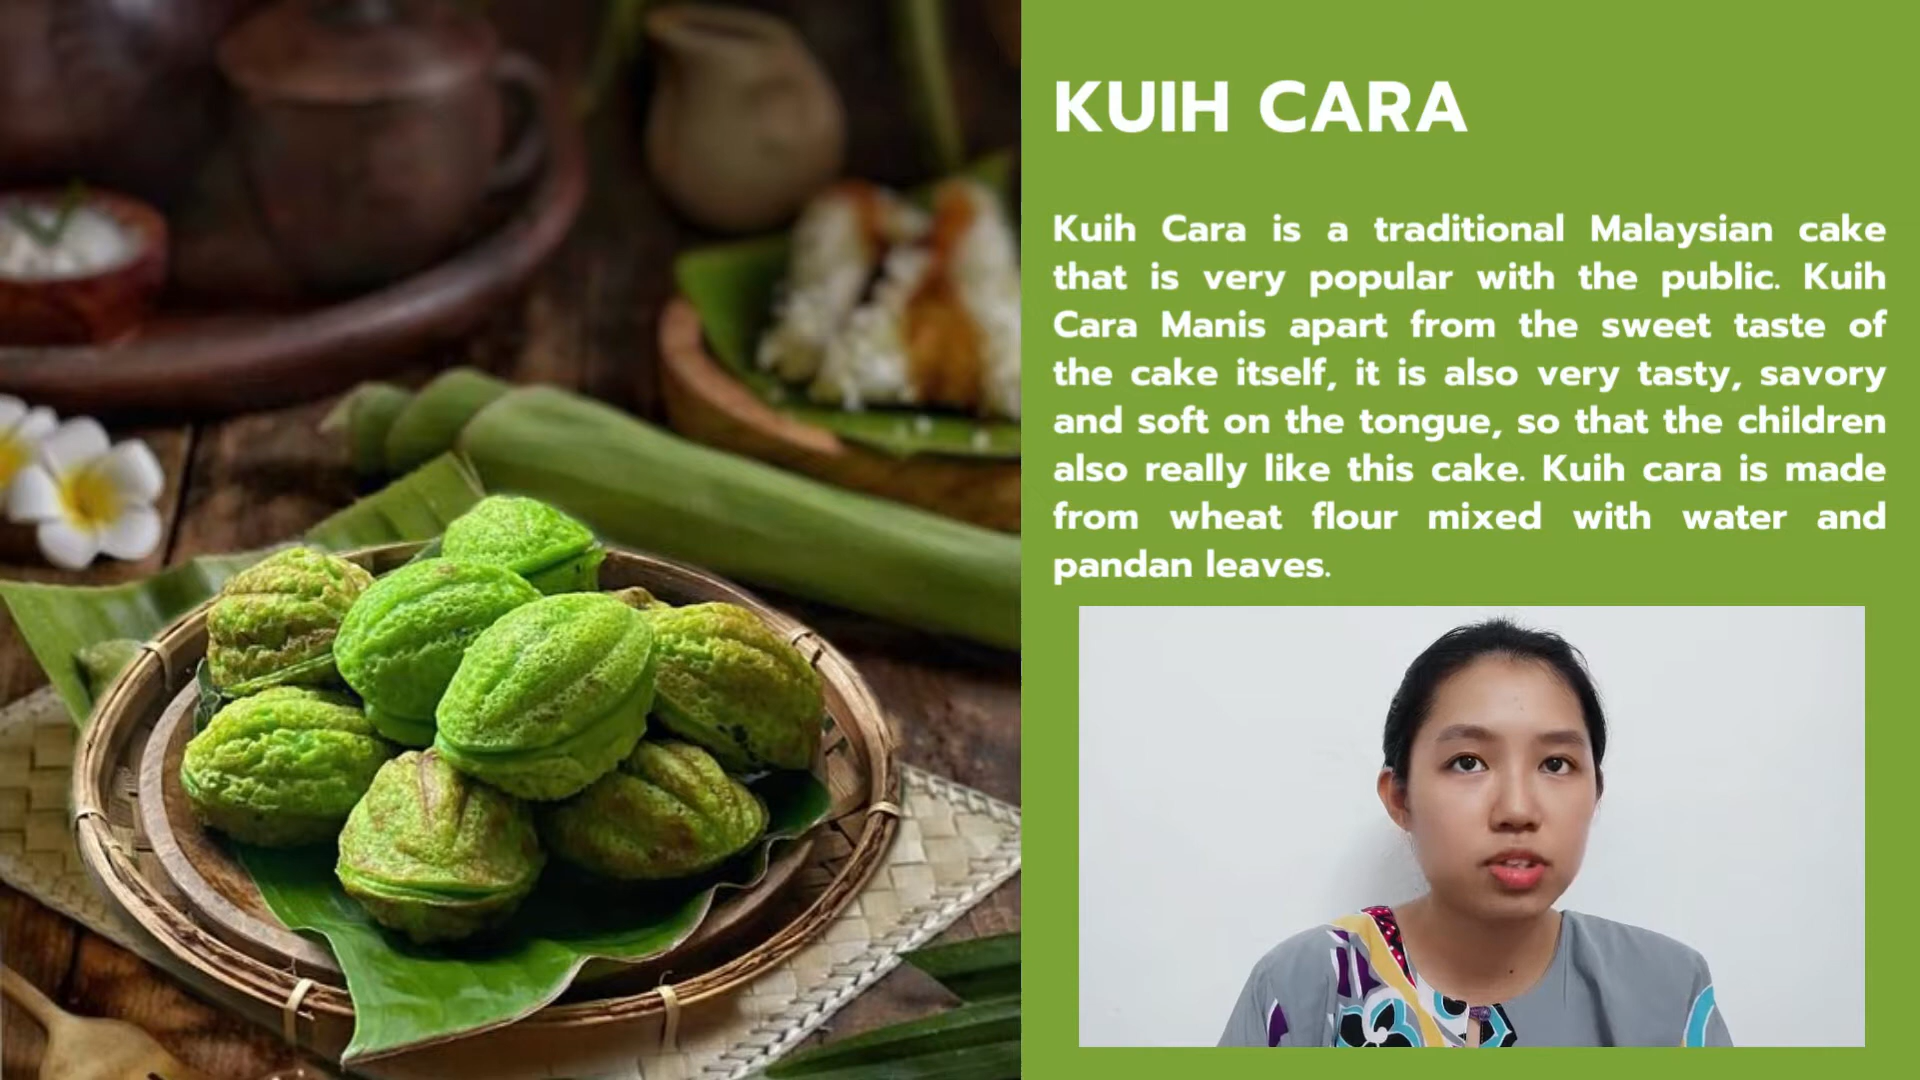 KUIH CARA
Kuih Cara is a traditional Malaysian cake
that is very popular with the public. Kuih
Cara Manis apart from the sweet taste of
the cake itself, it is also very tasty, savory
and soft on the tongue, so that the children
also really like this cake. Kuih cara is made
from wheat flour mixed with water and
pandan leaves.